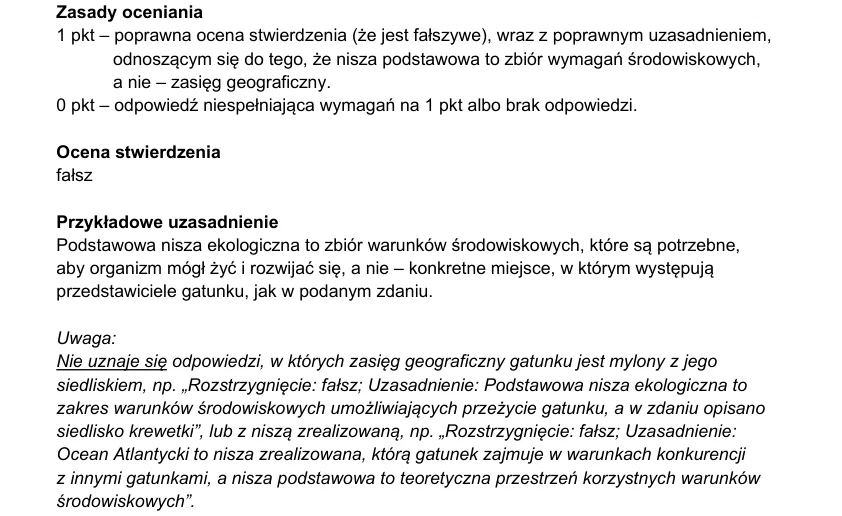 Zasady oceniania
1 pkt – poprawna ocena stwierdzenia (że jest fałszywe), wraz z poprawnym uzasadnieniem,
odnoszącym się do tego, że nisza podstawowa to zbiór wymagań środowiskowych,
a nie – zasięg geograficzny.
0 pkt – odpowiedź niespełniająca wymagań na 1 pkt albo brak odpowiedzi.
Ocena stwierdzenia
fałsz
Przykładowe uzasadnienie
Podstawowa nisza ekologiczna to zbiór warunków środowiskowych, które są potrzebne,
aby organizm mógł żyć i rozwijać się, a nie – konkretne miejsce, w którym występują
przedstawiciele gatunku, jak w podanym zdaniu.
Uwaga:
Nie uznaje się odpowiedzi, w których zasięg geograficzny gatunku jest mylony z jego
siedliskiem, np. „Rozstrzygnięcie: fałsz; Uzasadnienie: Podstawowa nisza ekologiczna to
zakres warunków środowiskowych umożliwiających przeżycie gatunku, a w zdaniu opisano
siedlisko krewetki”, lub z niszą zrealizowaną, np. „Rozstrzygnięcie: fałsz; Uzasadnienie:
Ocean Atlantycki to nisza zrealizowana, którą gatunek zajmuje w warunkach konkurencji
z innymi gatunkami, a nisza podstawowa to teoretyczna przestrzeń korzystnych warunków
środowiskowych”.